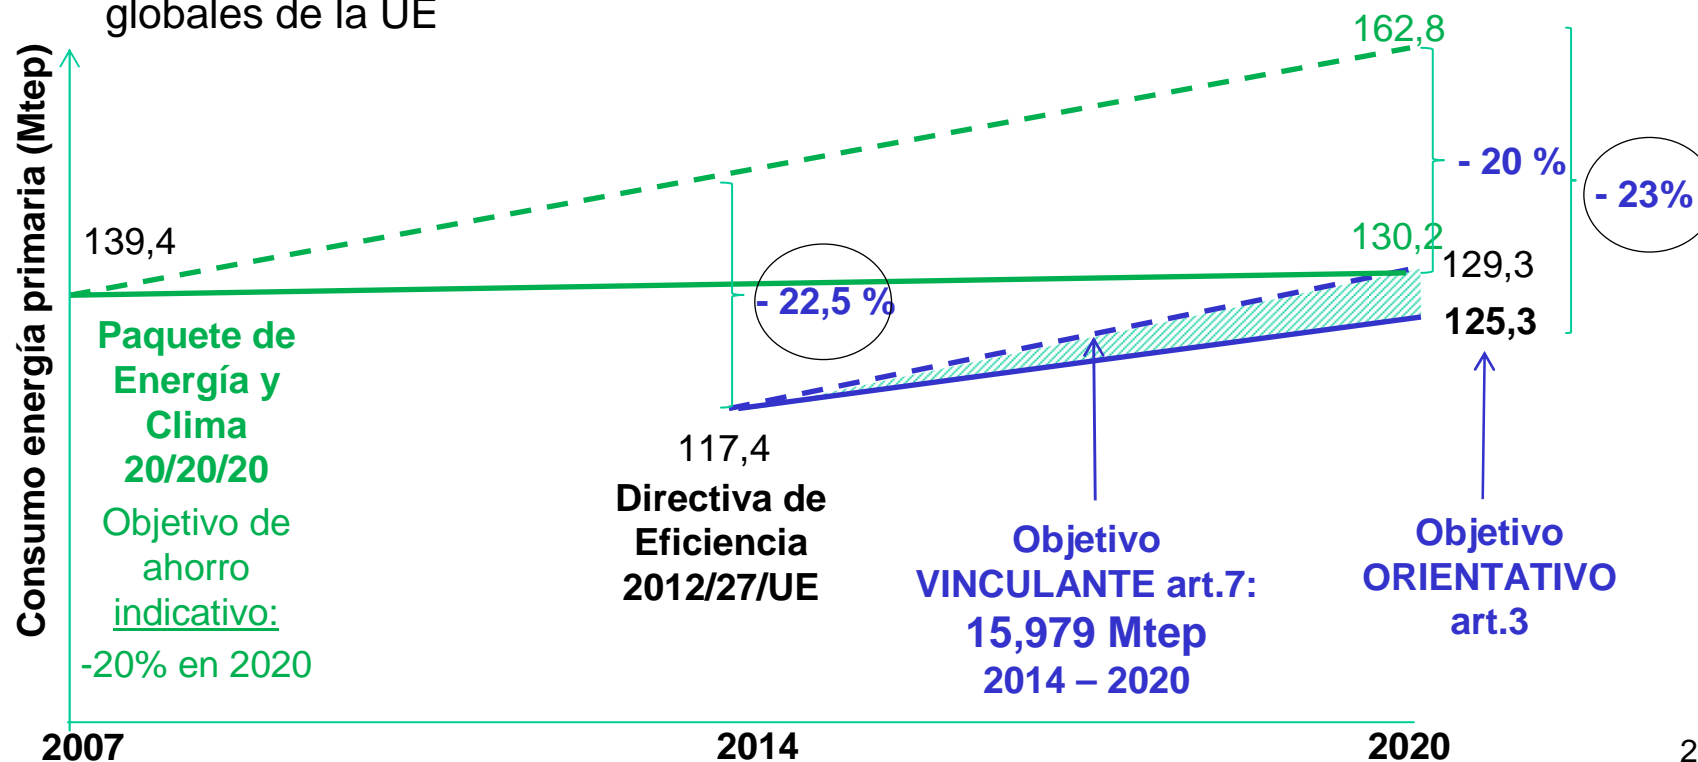 globales de la UE
Consumo energía primaria (Mtep)
162,8
- 20 %
- 23%
139,4
130,2
129,3
- 22,5 %
125,3
Paquete de
Energía y
Clima
20/20/20
Objetivo de
ahorro
indicativo:
-20% en 2020
117,4
Directiva de
Eficiencia
2012/27/UE
Objetivo
VINCULANTE art.7:
15,979 Mtep
2014 – 2020
Objetivo
ORIENTATIVO
art.3
2007
2014
2020
2